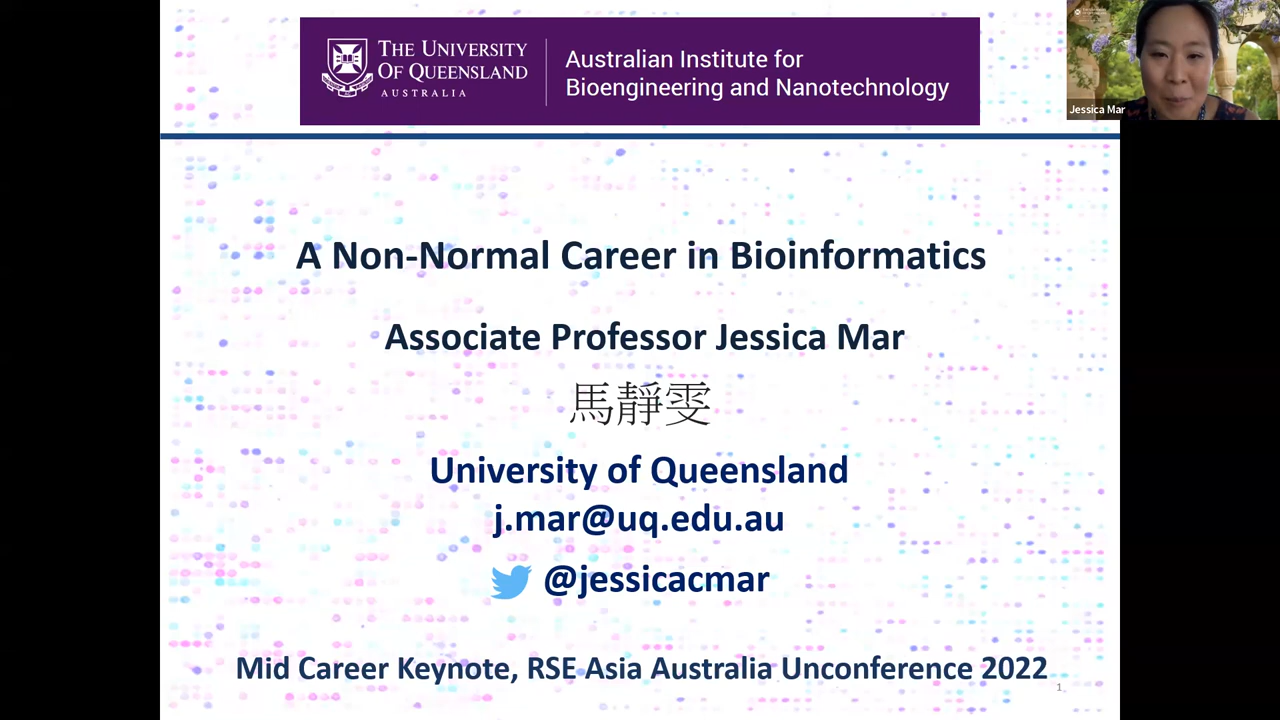 THE UNIVERSITY
OF QUEENSLAND
AUSTRALIA
Australian Institute for
Bioengineering and Nanotechnology
Jessica Mar
A Non-Normal Career in Bioinformatics
Associate Professor Jessica Mar
馬靜雯
University of Queensland
j.mar@uq.edu.au
@jessicacmar
Mid Career Keynote, RSE Asia Australia Unconference 2022
1